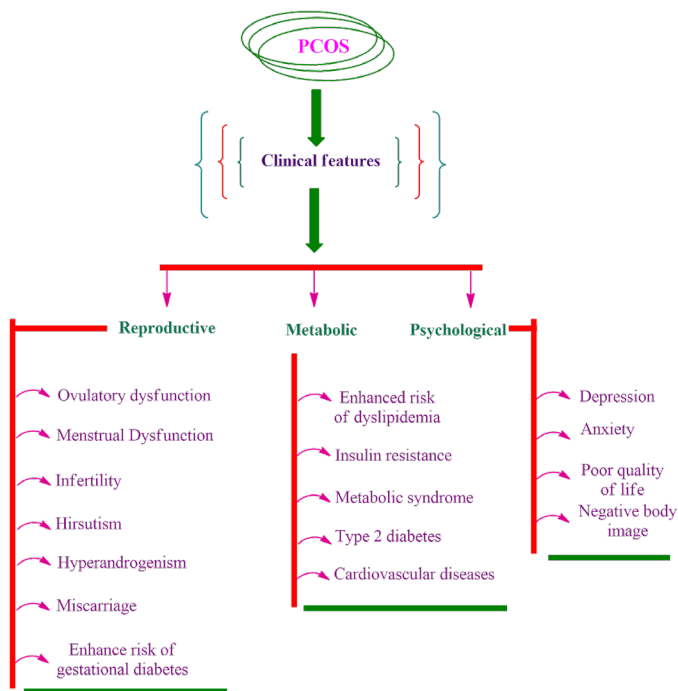 PCOS
Clinical features
Reproductive
Metabolic
Psychological
Ovulatory dysfunction
Menstrual Dysfunction
Infertility
Hirsutism
Hyperandrogenism
Miscarriage
Enhance risk of
gestational diabetes
Enhanced risk
of dyslipidemia
Insulin resistance
Metabolic syndrome
Type 2 diabetes
Cardiovascular diseases
Depression
Anxiety
Poor quality
of life
Negative body
image